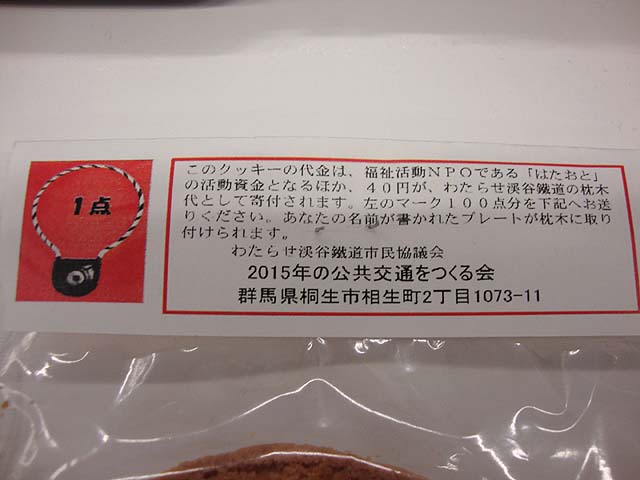 1点
このクッキーの代金は、福祉活動NPOである「はたおと」
の活動資金となるほか、40円が、わたらせ渓谷鐵道の枕木
代として寄付されます。左のマーク100点分を下記へお送
りください。あなたの名前が書かれたプレートが枕木に取り
付けられます。
わたらせ渓谷鐵道市民協議会
2015年の公共交通をつくる会
群馬県桐生市相生町2丁目1073-11